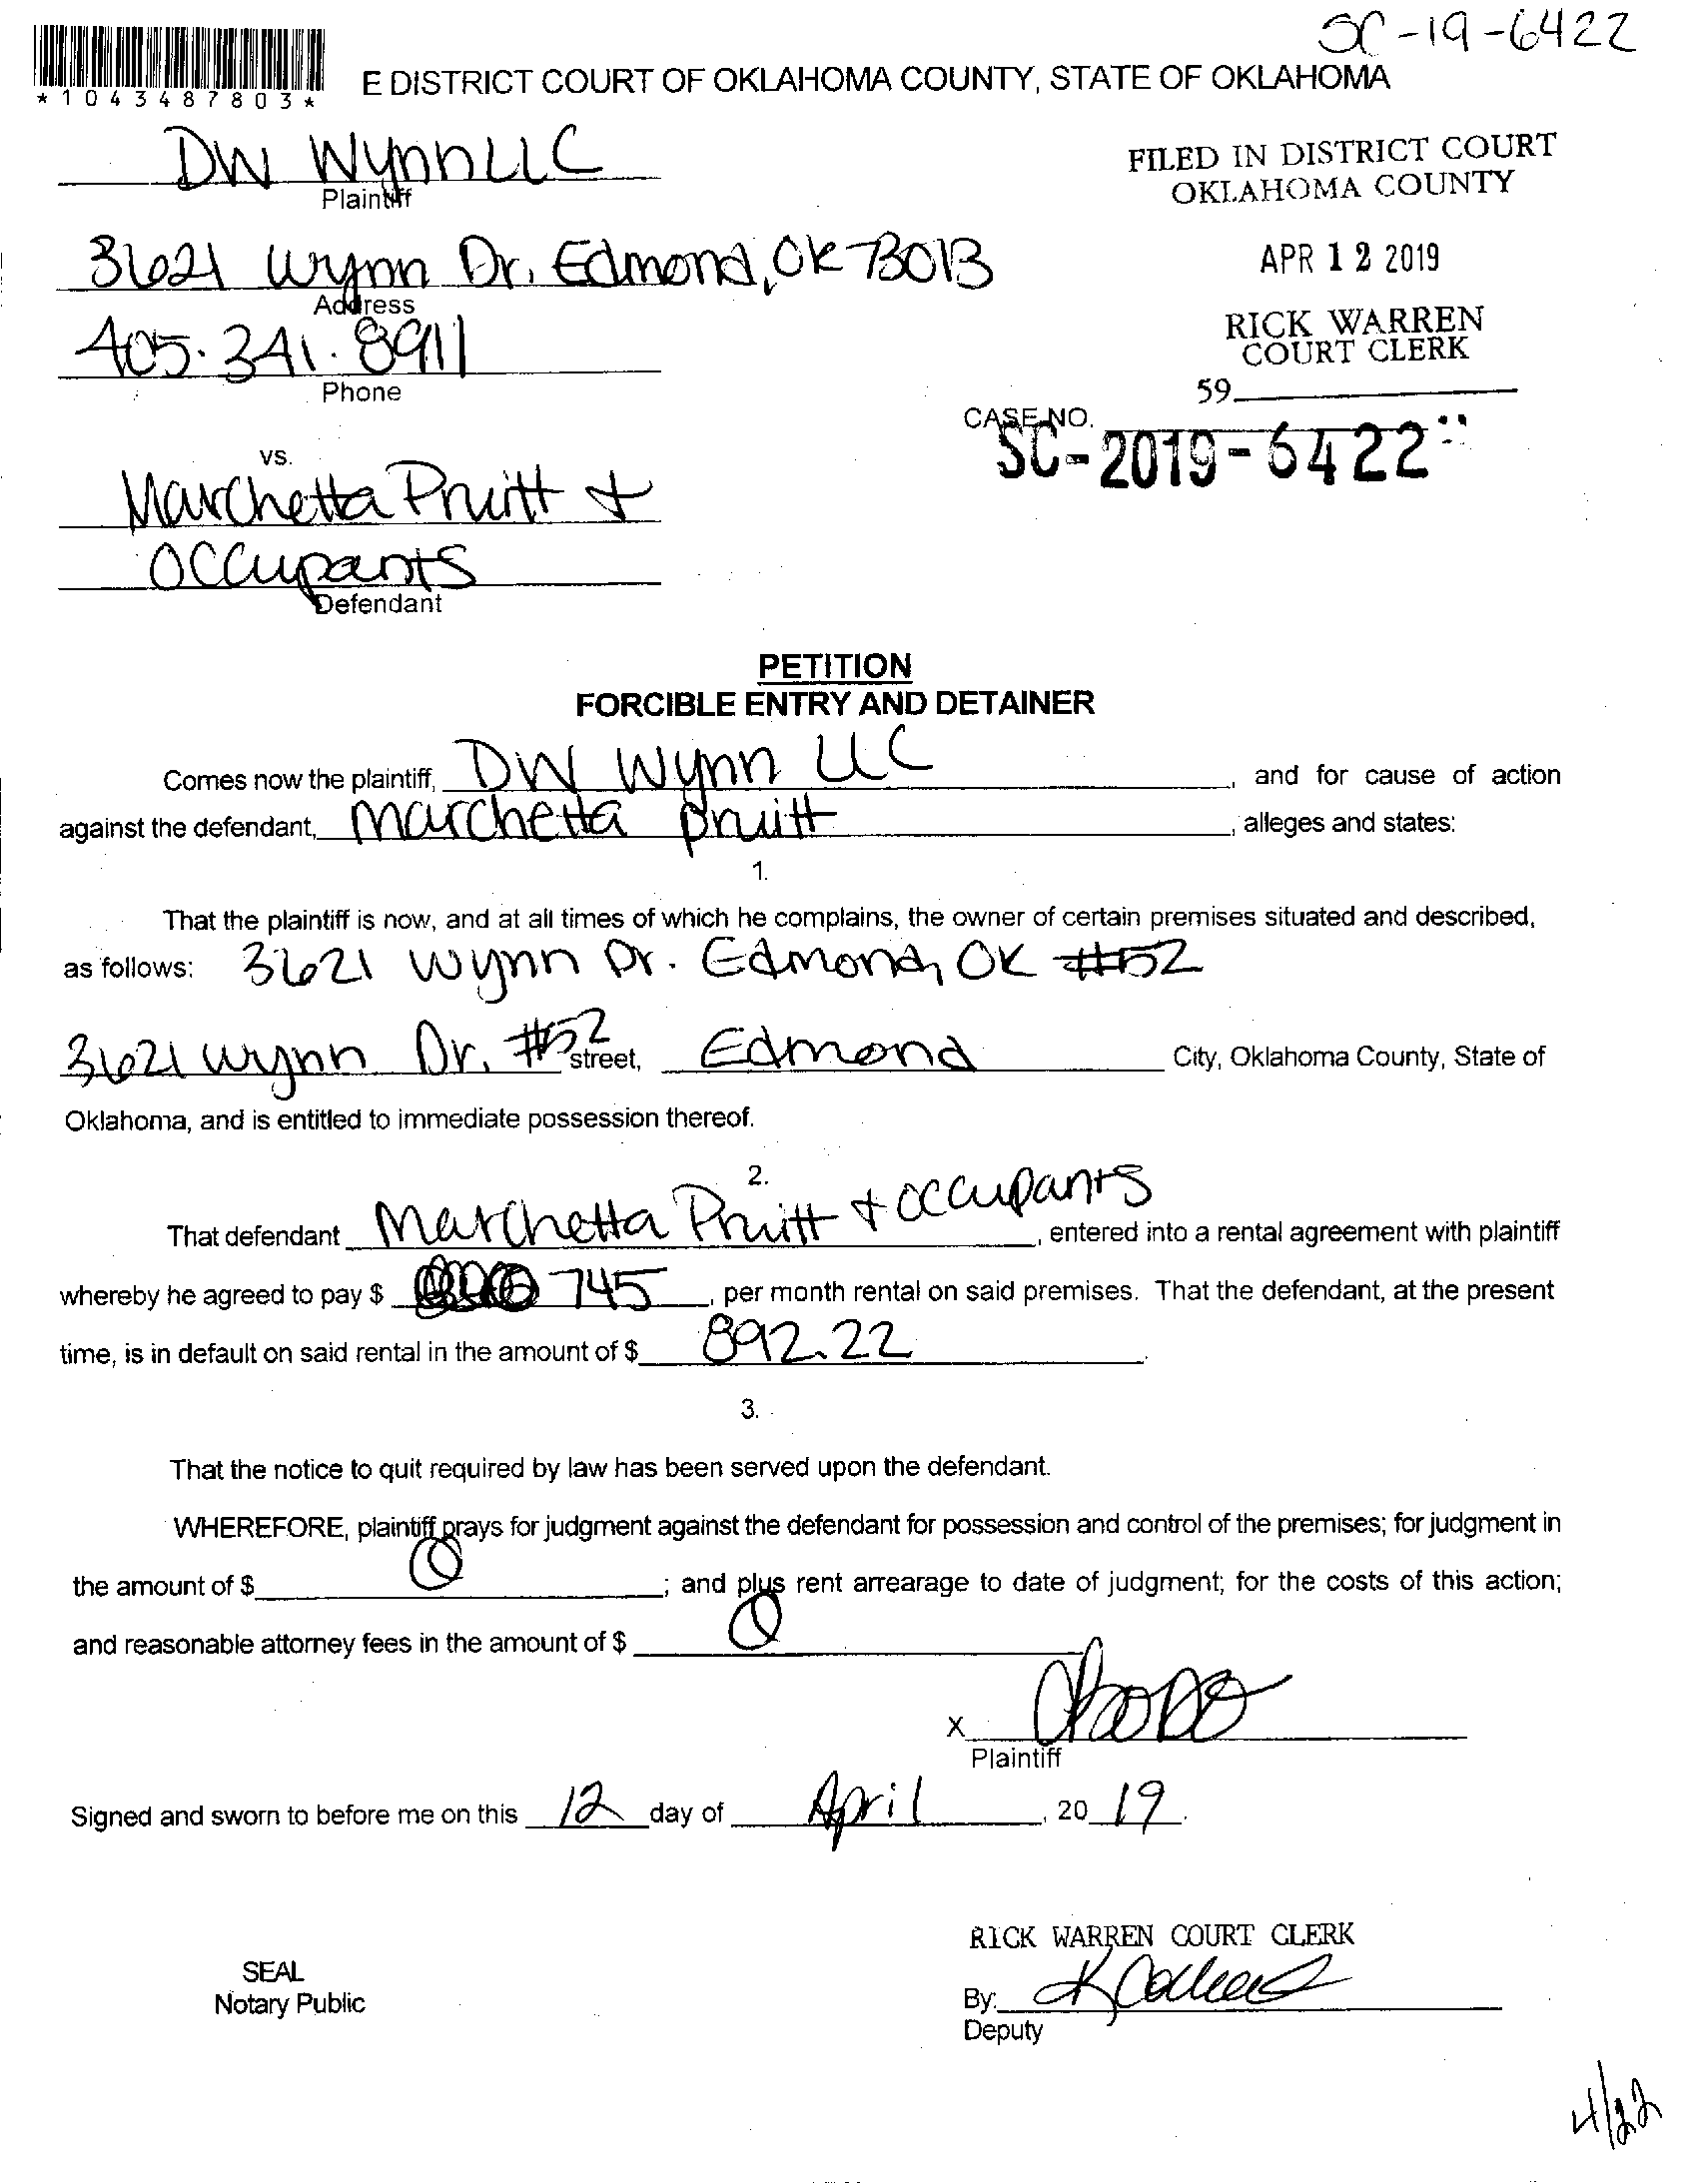 SC-19-6422
*1043487803*
E DISTRICT COURT OF OKLAHOMA COUNTY, STATE OF OKLAHOMA
DW Wynn LLC
Plaintiff
FILED IN DISTRICT COURT
OKLAHOMA COUNTY
3621 Wynn Dr. Edmond, OK 73013
Address
APR 12 2019
405.341.8911
Phone
RICK WARREN
COURT CLERK
59
CASE NO.
SC-2019-6422
vs.
Marchetta Pruitt +
Occupants
Defendant
PETITION
FORCIBLE ENTRY AND DETAINER
Comes now the plaintiff, DW Wynn LLC, and for cause of action
against the defendant, Marchetta Pruitt, alleges and states:
1.
That the plaintiff is now, and at all times of which he complains, the owner of certain premises situated and described,
as follows: 3621 Wynn Dr. Edmond, OK #52
3621 Wynn Dr. #52 street, Edmond City, Oklahoma County, State of
Oklahoma, and is entitled to immediate possession thereof.
2.
That defendant Marchetta Pruitt + occupants, entered into a rental agreement with plaintiff
whereby he agreed to pay $ 745, per month rental on said premises. That the defendant, at the present
time, is in default on said rental in the amount of $ 892.22.
3.
That the notice to quit required by law has been served upon the defendant.
WHEREFORE, plaintiff prays for judgment against the defendant for possession and control of the premises; for judgment in
the amount of $ 0; and plus rent arrearage to date of judgment; for the costs of this action;
and reasonable attorney fees in the amount of $ 0
X
Plaintiff
Signed and sworn to before me on this 12 day of April, 20 19.
RICK WARREN COURT CLERK
SEAL
Notary Public
By:
Deputy
4/22